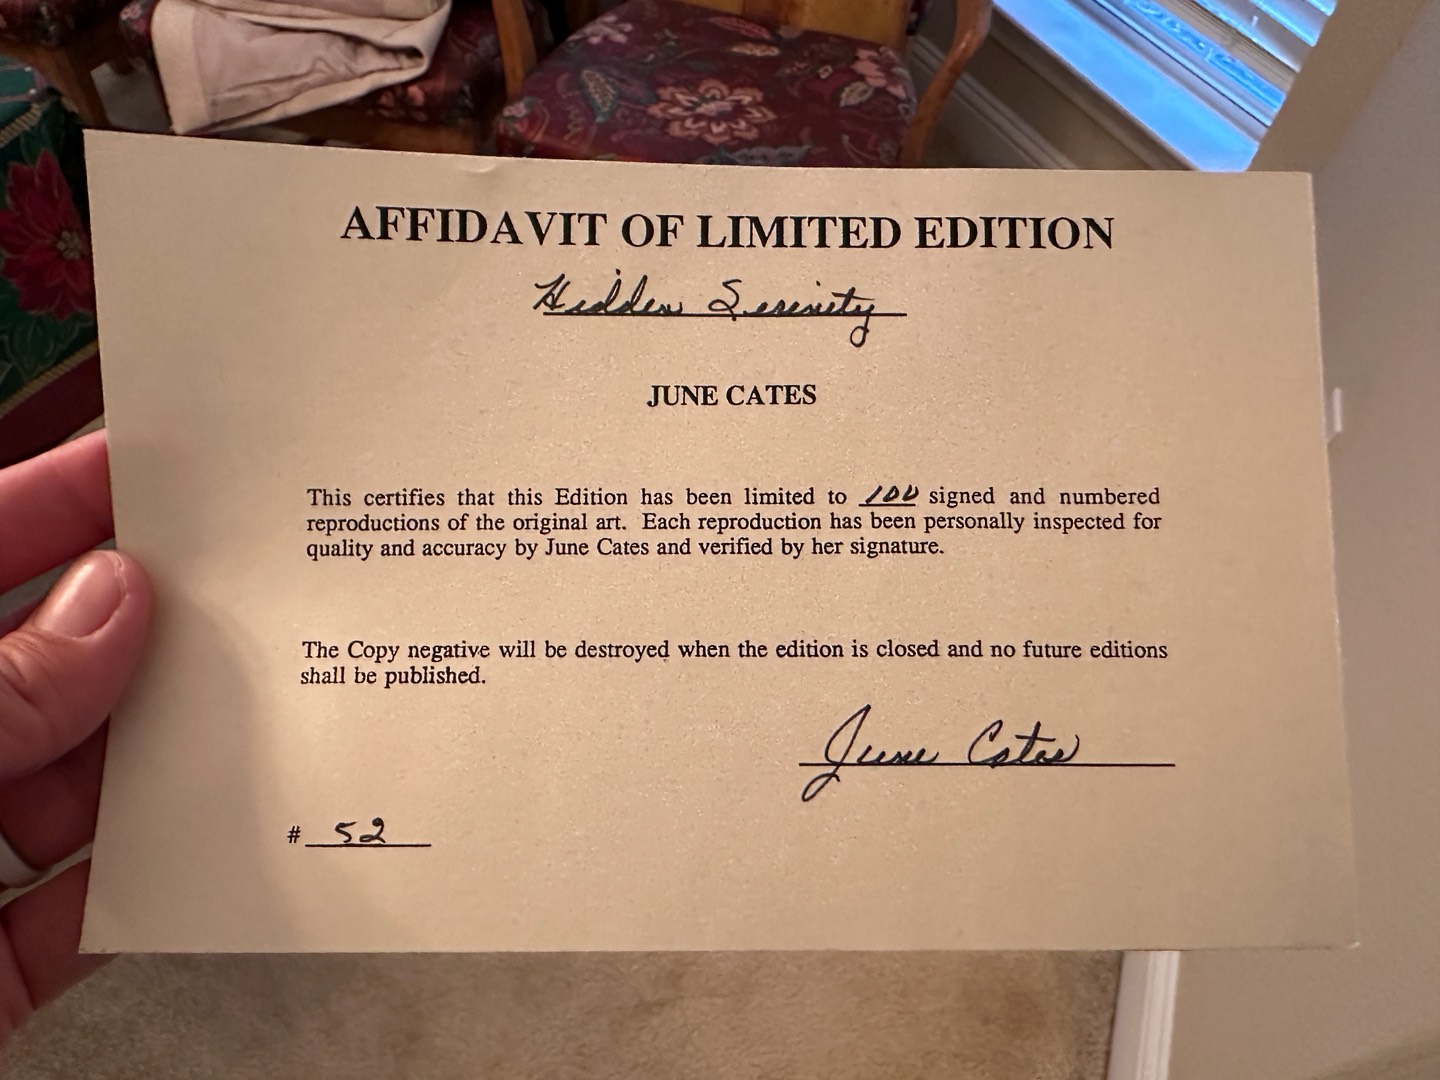 AFFIDAVIT OF LIMITED EDITION
Hidden Serinity
JUNE CATES
This certifies that this Edition has been limited to 100 signed and numbered
reproductions of the original art. Each reproduction has been personally inspected for
quality and accuracy by June Cates and verified by her signature.
The Copy negative will be destroyed when the edition is closed and no future editions
shall be published.
June Cates
# 52